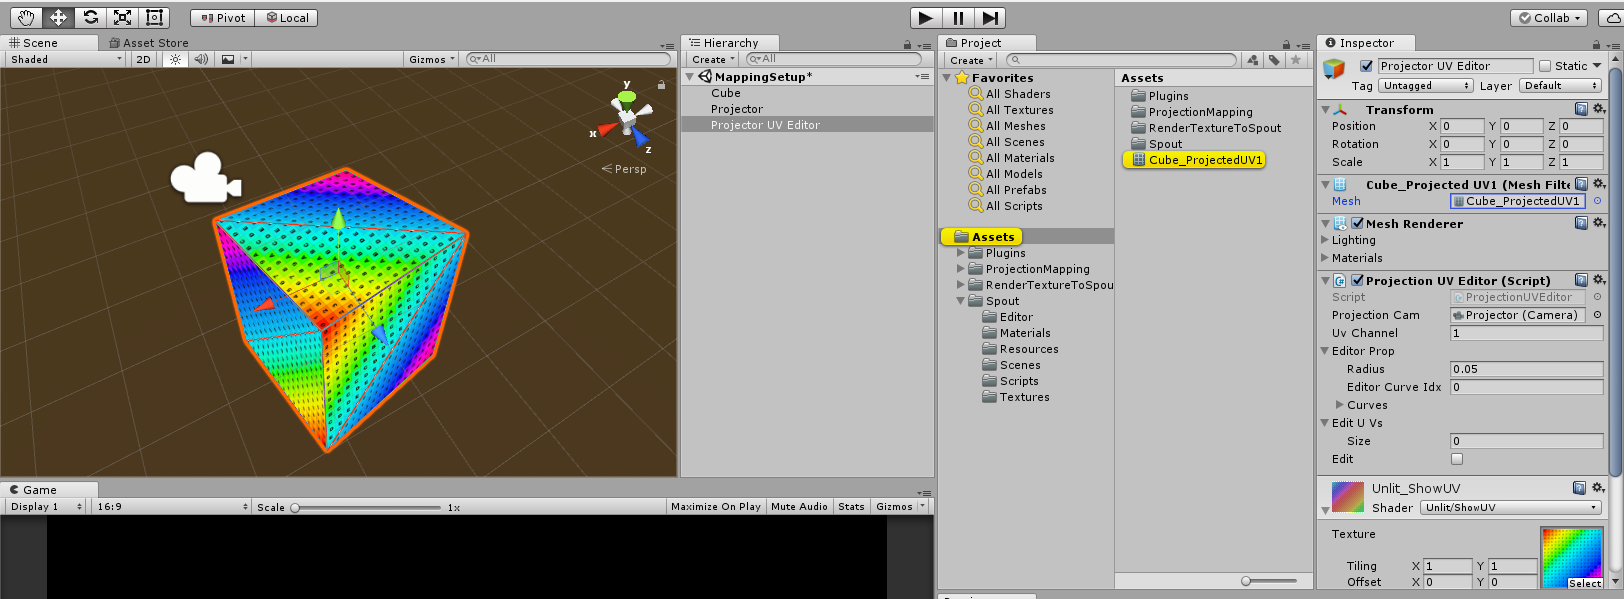 Pivot Local Collab
Scene Asset Store
Shaded 2D Gizmos All
y
x
z
Persp
Game
Display 1 16:9 Scale 1x Maximize On Play Mute Audio Stats Gizmos
Hierarchy
Create All
MappingSetup*
Cube
Projector
Projector UV Editor
Project
Create
Favorites
All Shaders
All Textures
All Meshes
All Scenes
All Materials
All Models
All Prefabs
All Scripts
Assets
Plugins
ProjectionMapping
RenderTextureToSpou
Spout
Editor
Materials
Resources
Scenes
Scripts
Textures
Assets
Plugins
ProjectionMapping
RenderTextureToSpout
Spout
Cube_ProjectedUV1
Inspector
Projector UV Editor Static
Tag Untagged Layer Default
Transform
Position X 0 Y 0 Z 0
Rotation X 0 Y 0 Z 0
Scale X 1 Y 1 Z 1
Cube_Projected UV1 (Mesh Filte
Mesh Cube_ProjectedUV1
Mesh Renderer
Lighting
Materials
Projection UV Editor (Script)
Script ProjectionUVEditor
Projection Cam Projector (Camera)
Uv Channel 1
Editor Prop
Radius 0.05
Editor Curve Idx 0
Curves
Edit U Vs
Size 0
Edit
Unlit_ShowUV
Shader Unlit/ShowUV
Texture
Tiling X 1 Y 1
Offset X 0 Y 0
Select